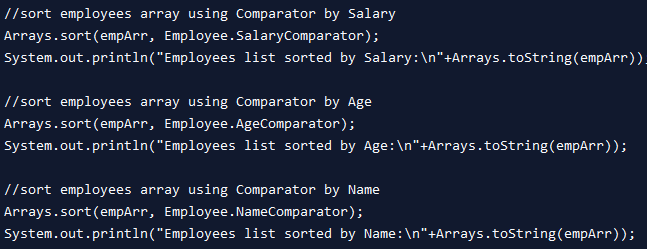 //sort employees array using Comparator by Salary
Arrays.sort(empArr, Employee.SalaryComparator);
System.out.println("Employees list sorted by Salary:\n"+Arrays.toString(empArr));
//sort employees array using Comparator by Age
Arrays.sort(empArr, Employee.AgeComparator);
System.out.println("Employees list sorted by Age:\n"+Arrays.toString(empArr));
//sort employees array using Comparator by Name
Arrays.sort(empArr, Employee.NameComparator);
System.out.println("Employees list sorted by Name:\n"+Arrays.toString(empArr));